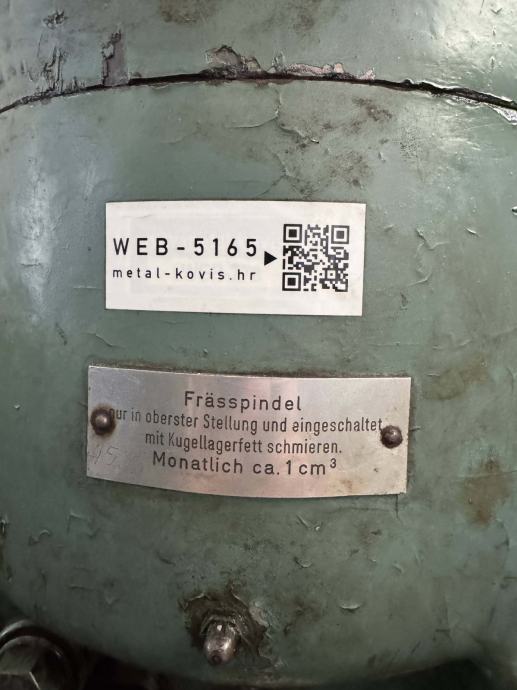 WEB-5165
metal-kovis.hr
Frässpindel
nur in oberster Stellung und eingeschaltet
mit Kugellagerfett schmieren.
Monatlich ca. 1 cm³